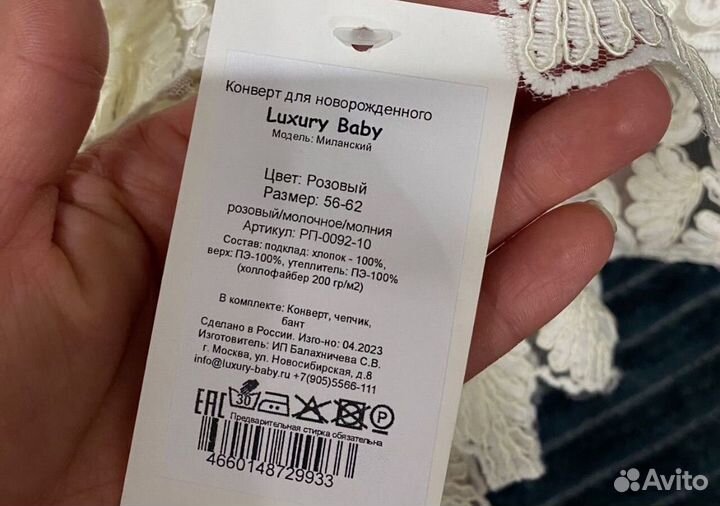 Конверт для новорожденного
Luxury Baby
Модель: Миланский
Цвет: Розовый
Размер: 56-62
розовый/молочное/молния
Артикул: РП-0092-10
Состав: подклад: хлопок - 100%,
верх: ПЭ-100%, утеплитель: ПЭ-100%
(холлофайбер 200 гр/м2)
В комплекте: Конверт, чепчик,
бант
Сделано в России. Изго-но: 04.2023
Изготовитель: ИП Балахничева С.В.
г. Москва, ул. Новосибирская, д.8
info@luxury-baby.ru +7(905)5566-111
EAC 30 P
Предварительная стирка обязательна
4660148729933
Avito